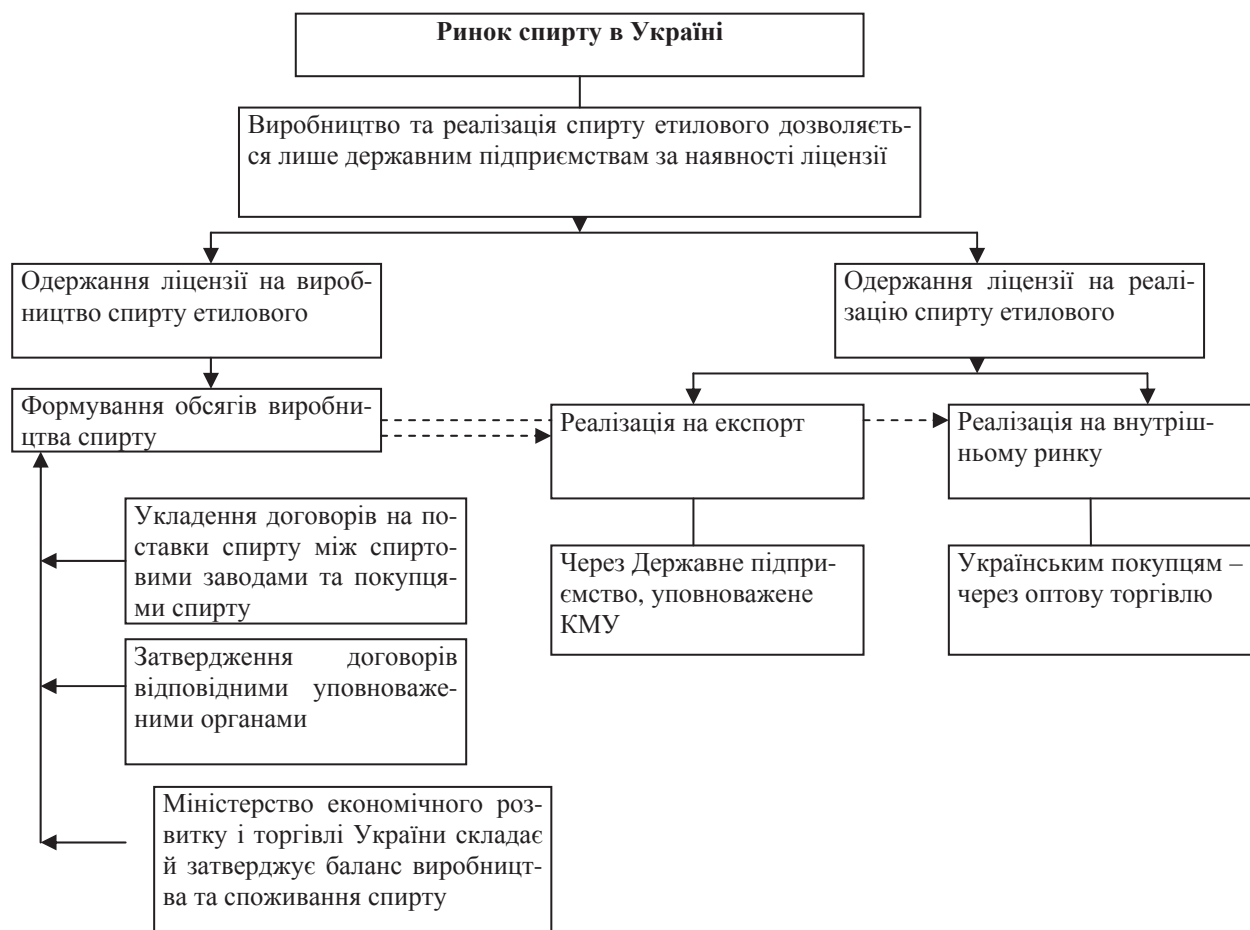 Ринок спирту в Україні
Виробництво та реалізація спирту етилового дозволяєть-
ся лише державним підприємствам за наявності ліцензії
Одержання ліцензії на вироб-
ництво спирту етилового
Одержання ліцензії на реалі-
зацію спирту етилового
Формування обсягів виробни-
цтва спирту
Реалізація на експорт
Реалізація на внутріш-
ньому ринку
Укладення договорів на по-
ставки спирту між спирто-
вими заводами та покупця-
ми спирту
Через Державне підпри-
ємство, уповноважене
КМУ
Українським покупцям –
через оптову торгівлю
Затвердження договорів
відповідними уповноваже-
ними органами
Міністерство економічного роз-
витку і торгівлі України складає
й затверджує баланс виробницт-
ва та споживання спирту